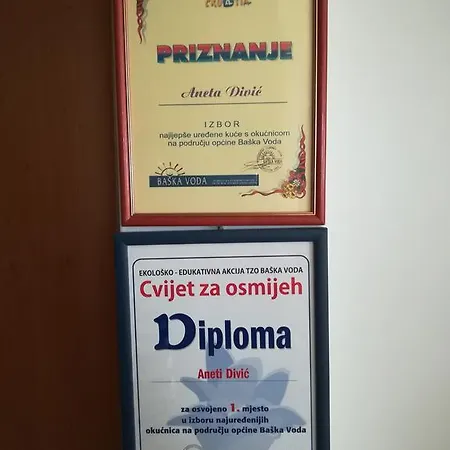 CROATIA
PRIZNANJE
Aneta Divić
IZBOR
najljepše uređene kuće s okućnicom
na području općine Baška Voda
BAŠKA VODA
EKOLOŠKO - EDUKATIVNA AKCIJA TZO BAŠKA VODA
Cvijet za osmijeh
Diploma
Aneti Divić
za osvojeno 1. mjesto
u izboru najuređenijih
okućnica na području općine Baška Voda